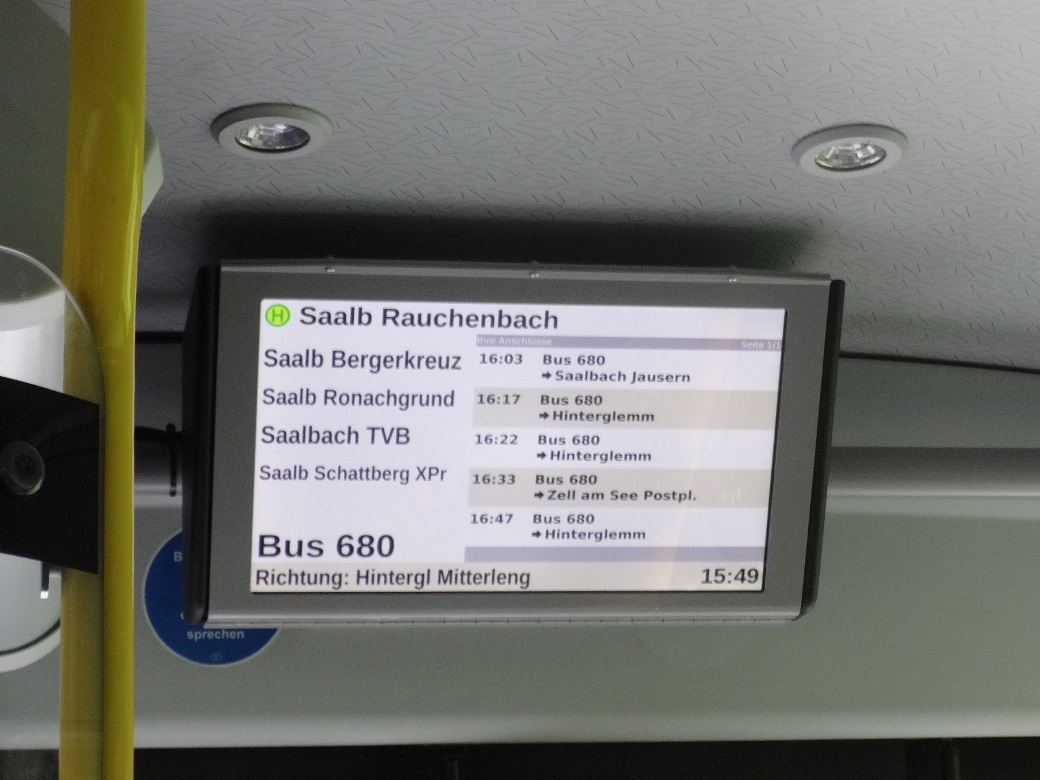 H Saalb Rauchenbach
Ihre Anschlüsse Seite 1/1
Saalb Bergerkreuz
Saalb Ronachgrund
Saalbach TVB
Saalb Schattberg XPr
16:03 Bus 680
➜ Saalbach Jausern
16:17 Bus 680
➜ Hinterglemm
16:22 Bus 680
➜ Hinterglemm
16:33 Bus 680
➜ Zell am See Postpl.
16:47 Bus 680
➜ Hinterglemm
Bus 680
Richtung: Hintergl Mitterleng 15:49
sprechen